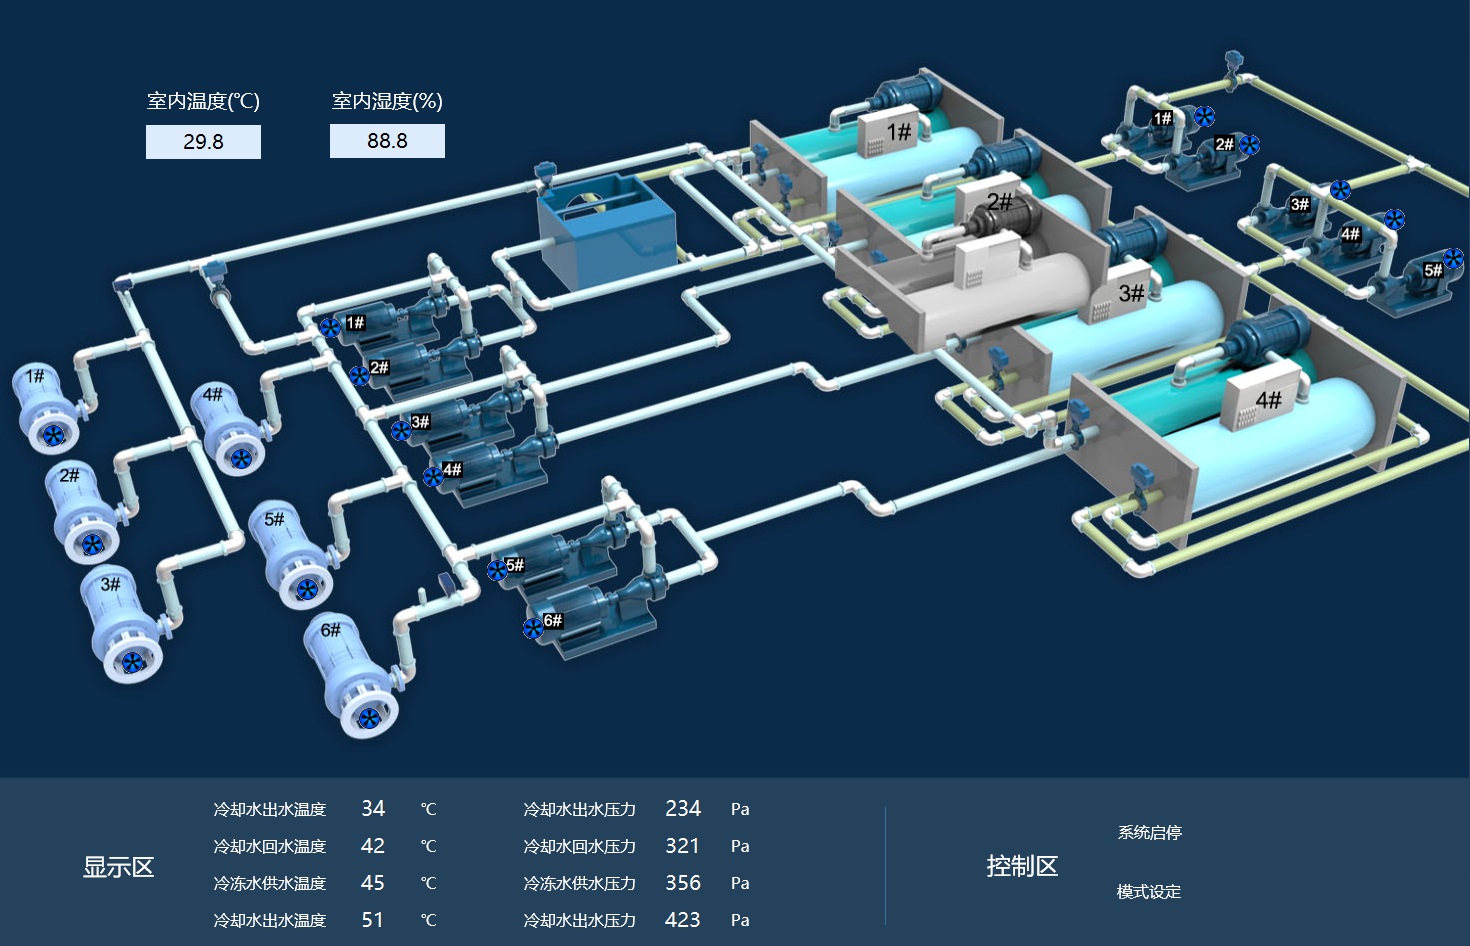 室内温度(℃) 室内湿度(%)
29.8 88.8
1#
2#
3#
4#
1#
2#
3#
4#
5#
1#
2#
3#
4#
5#
6#
1#
2#
3#
4#
5#
6#
显示区
冷却水出水温度 34 ℃ 冷却水出水压力 234 Pa
冷却水回水温度 42 ℃ 冷却水回水压力 321 Pa
冷冻水供水温度 45 ℃ 冷冻水供水压力 356 Pa
冷却水出水温度 51 ℃ 冷却水出水压力 423 Pa
控制区
系统启停
模式设定